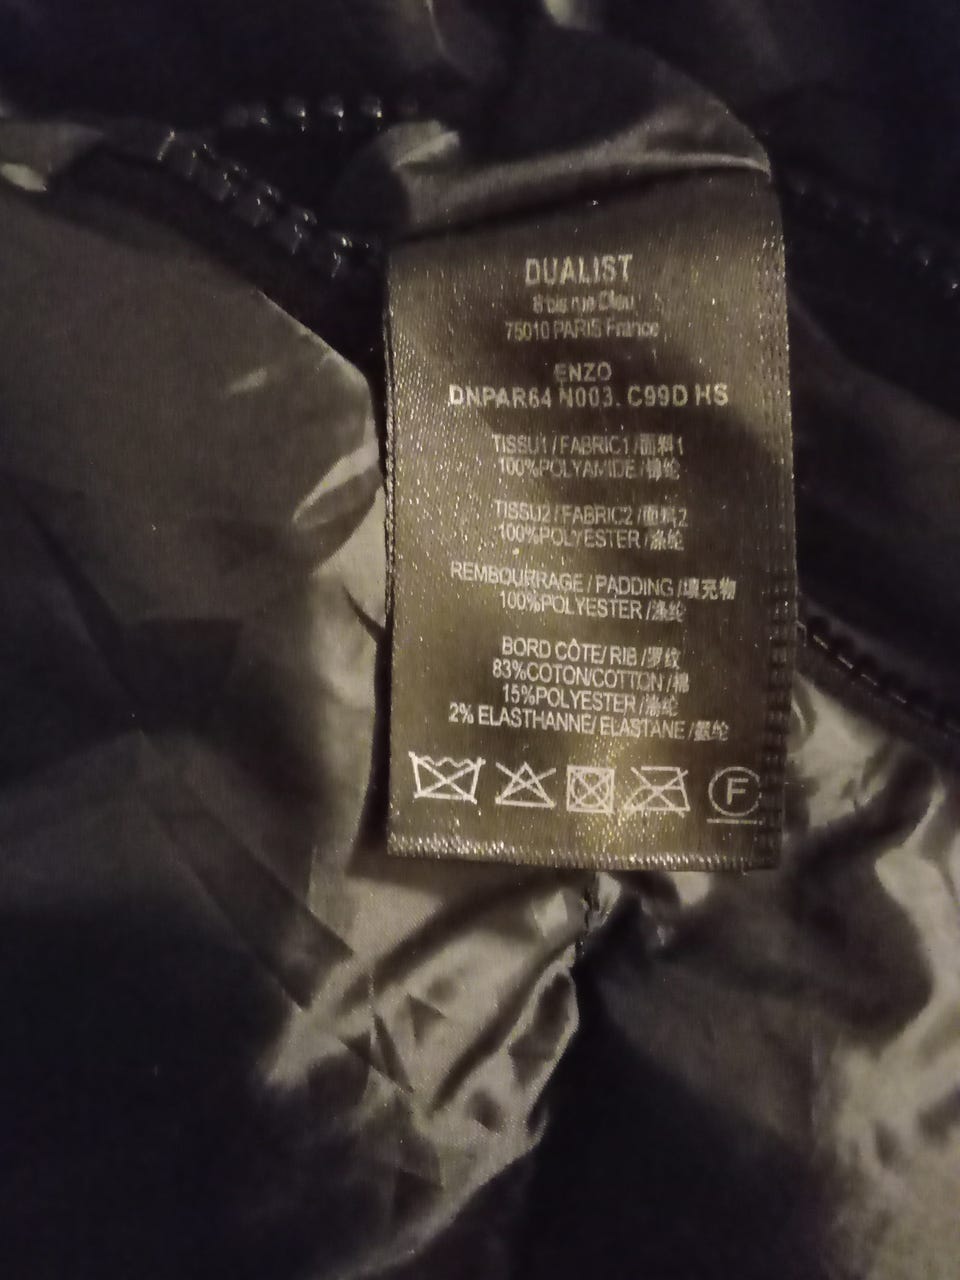 DUALIST
8 bis rue Dieu
75010 PARIS France
ENZO
DNPAR64 N003. C99D HS
TISSU1/FABRIC1/面料1
100%POLYAMIDE/锦纶
TISSU2/FABRIC2/面料2
100%POLYESTER/涤纶
REMBOURRAGE/PADDING/填充物
100%POLYESTER/涤纶
BORD CÔTE/RIB/罗纹
83%COTON/COTTON/棉
15%POLYESTER/涤纶
2% ELASTHANNE/ELASTANE/氨纶
F